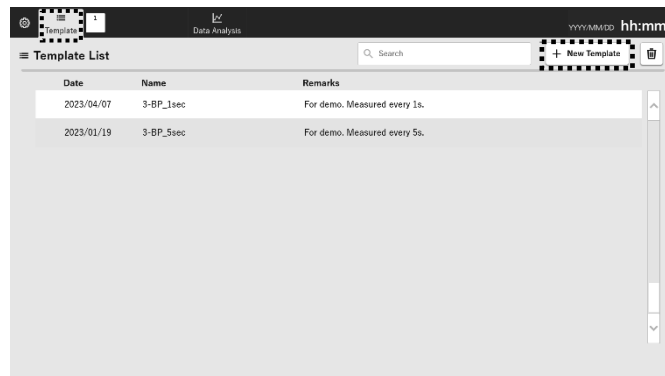 Template
1
Data Analysis
YYYY/MM/DD hh:mm
Template List
Search
+ New Template
Date Name Remarks
2023/04/07 3-BP_1sec For demo. Measured every 1s.
2023/01/19 3-BP_5sec For demo. Measured every 5s.